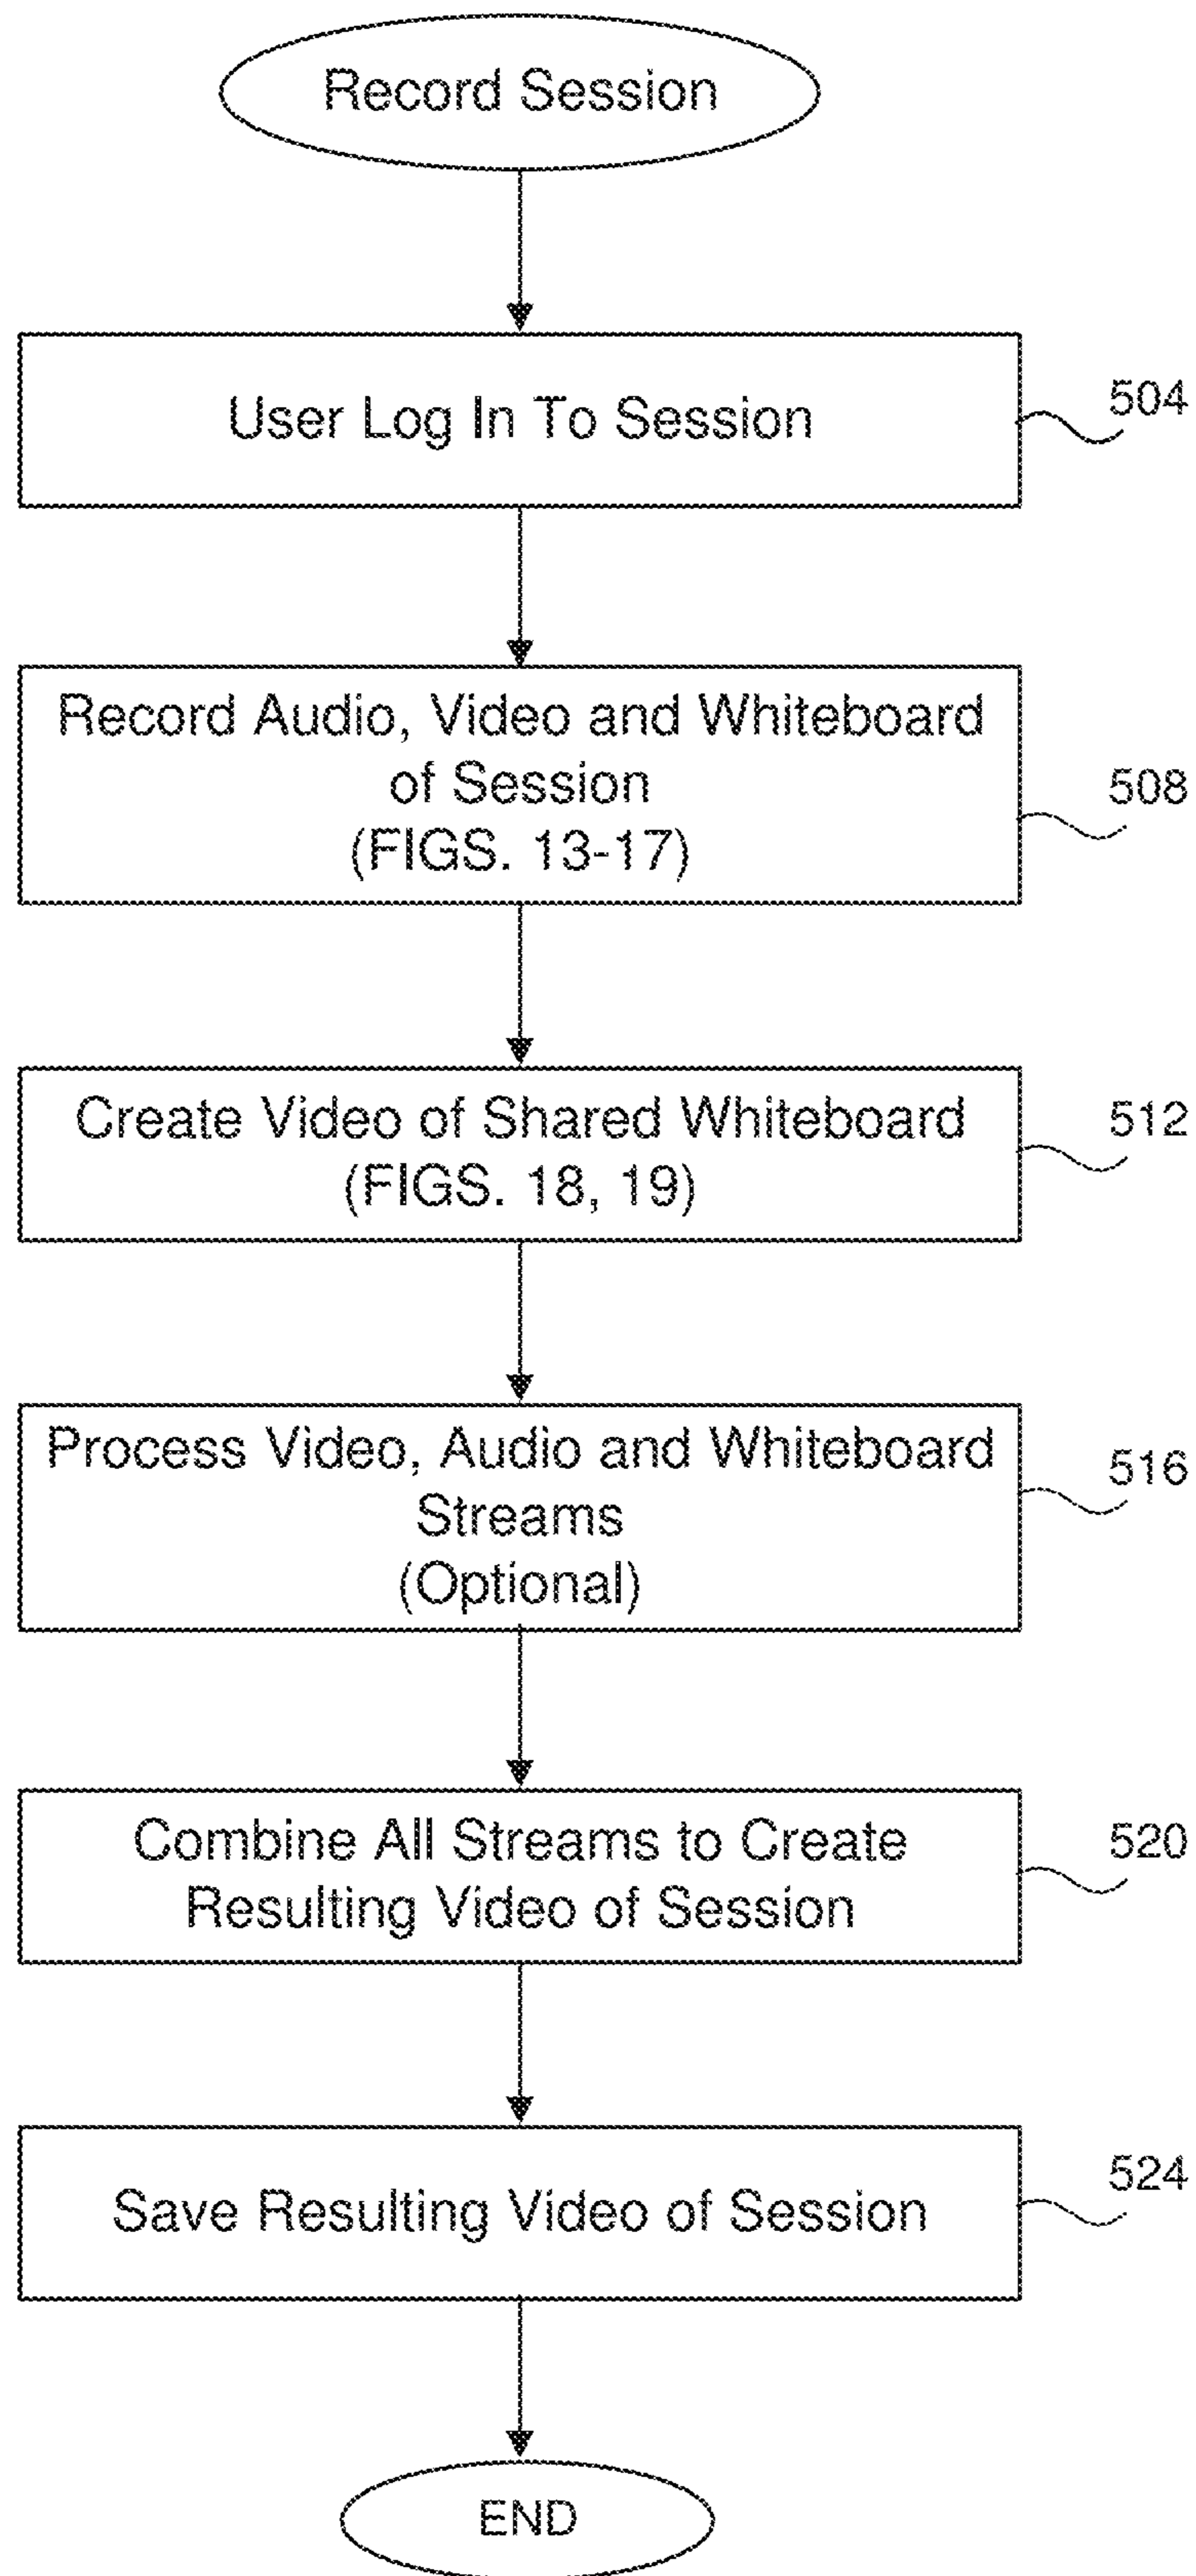 Record Session
User Log In To Session
504
Record Audio, Video and Whiteboard
of Session
(FIGS. 13-17)
508
Create Video of Shared Whiteboard
(FIGS. 18, 19)
512
Process Video, Audio and Whiteboard
Streams
(Optional)
516
Combine All Streams to Create
Resulting Video of Session
520
Save Resulting Video of Session
524
END